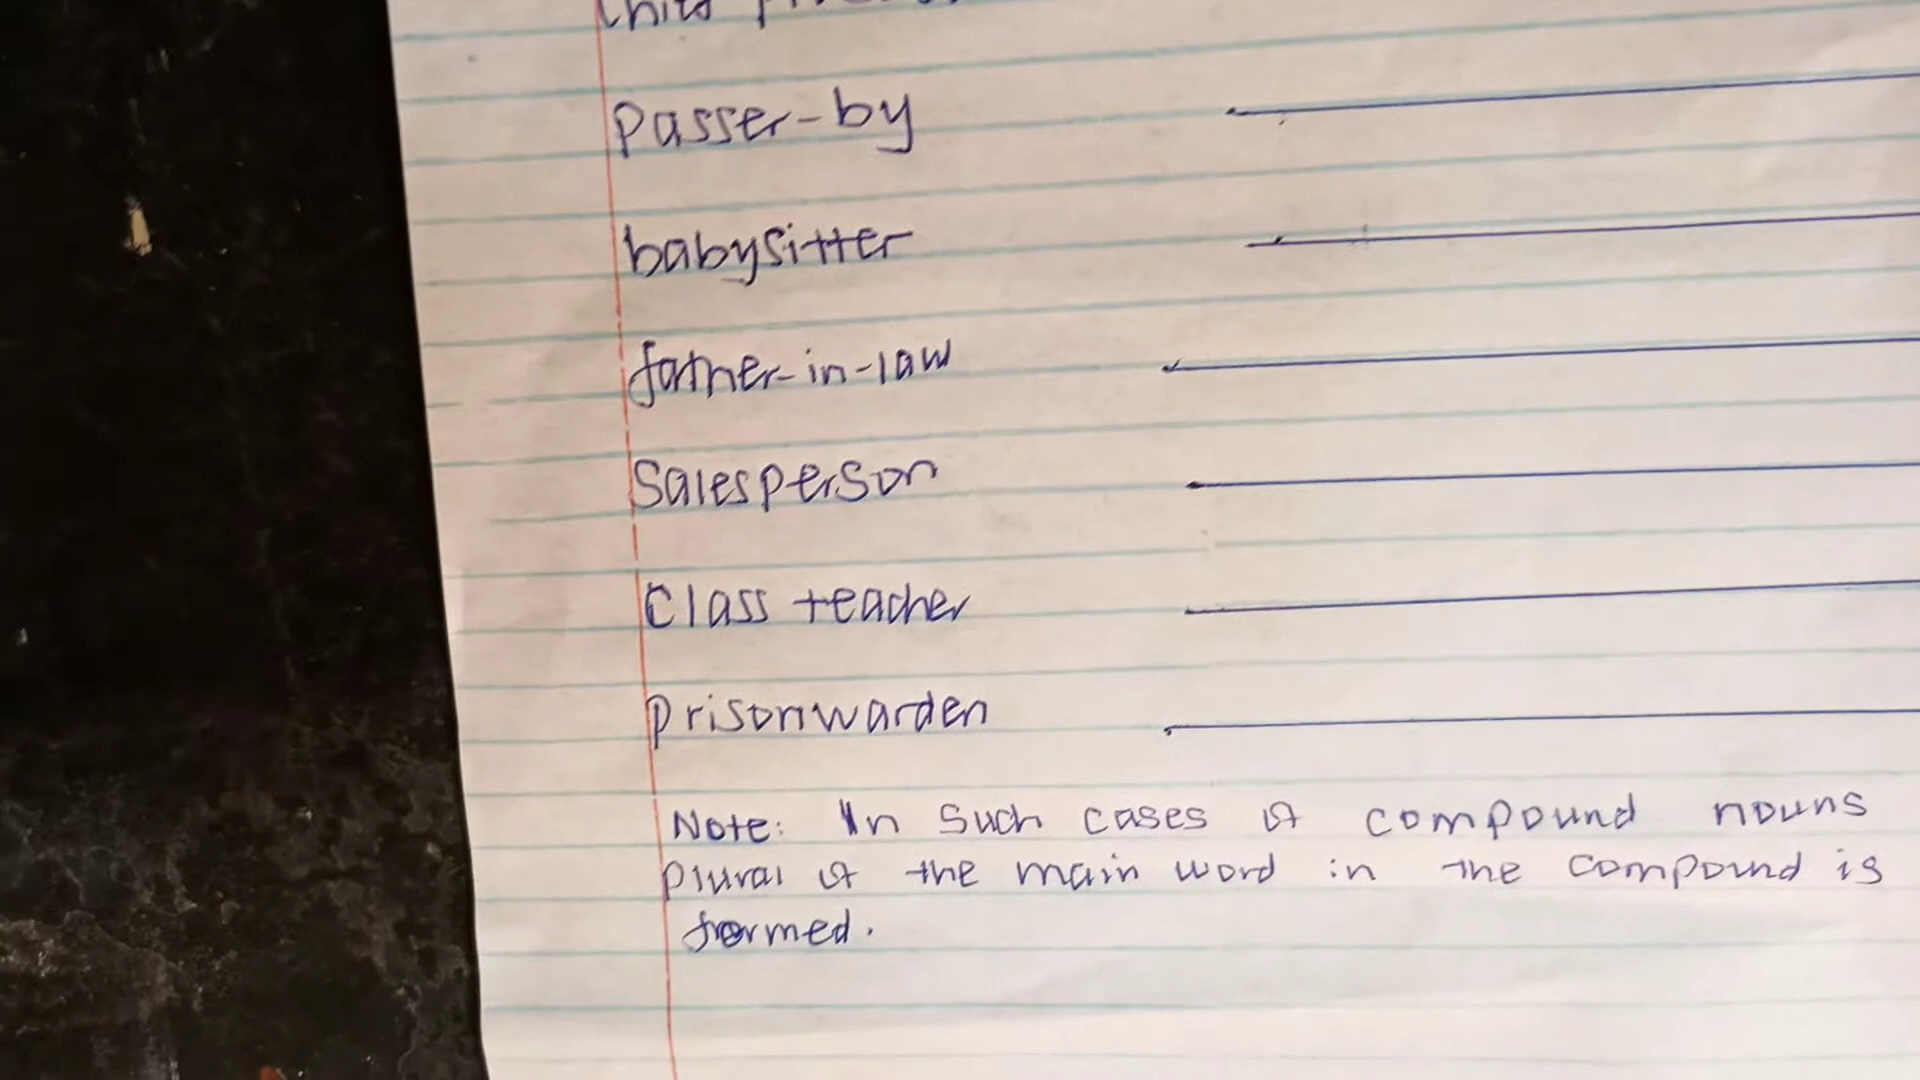 Passer-by
babysitter
father-in-law
Salesperson
Class teacher
prisonwarden
Note: In such cases of compound nouns
plural of the main word in the compound is
formed.